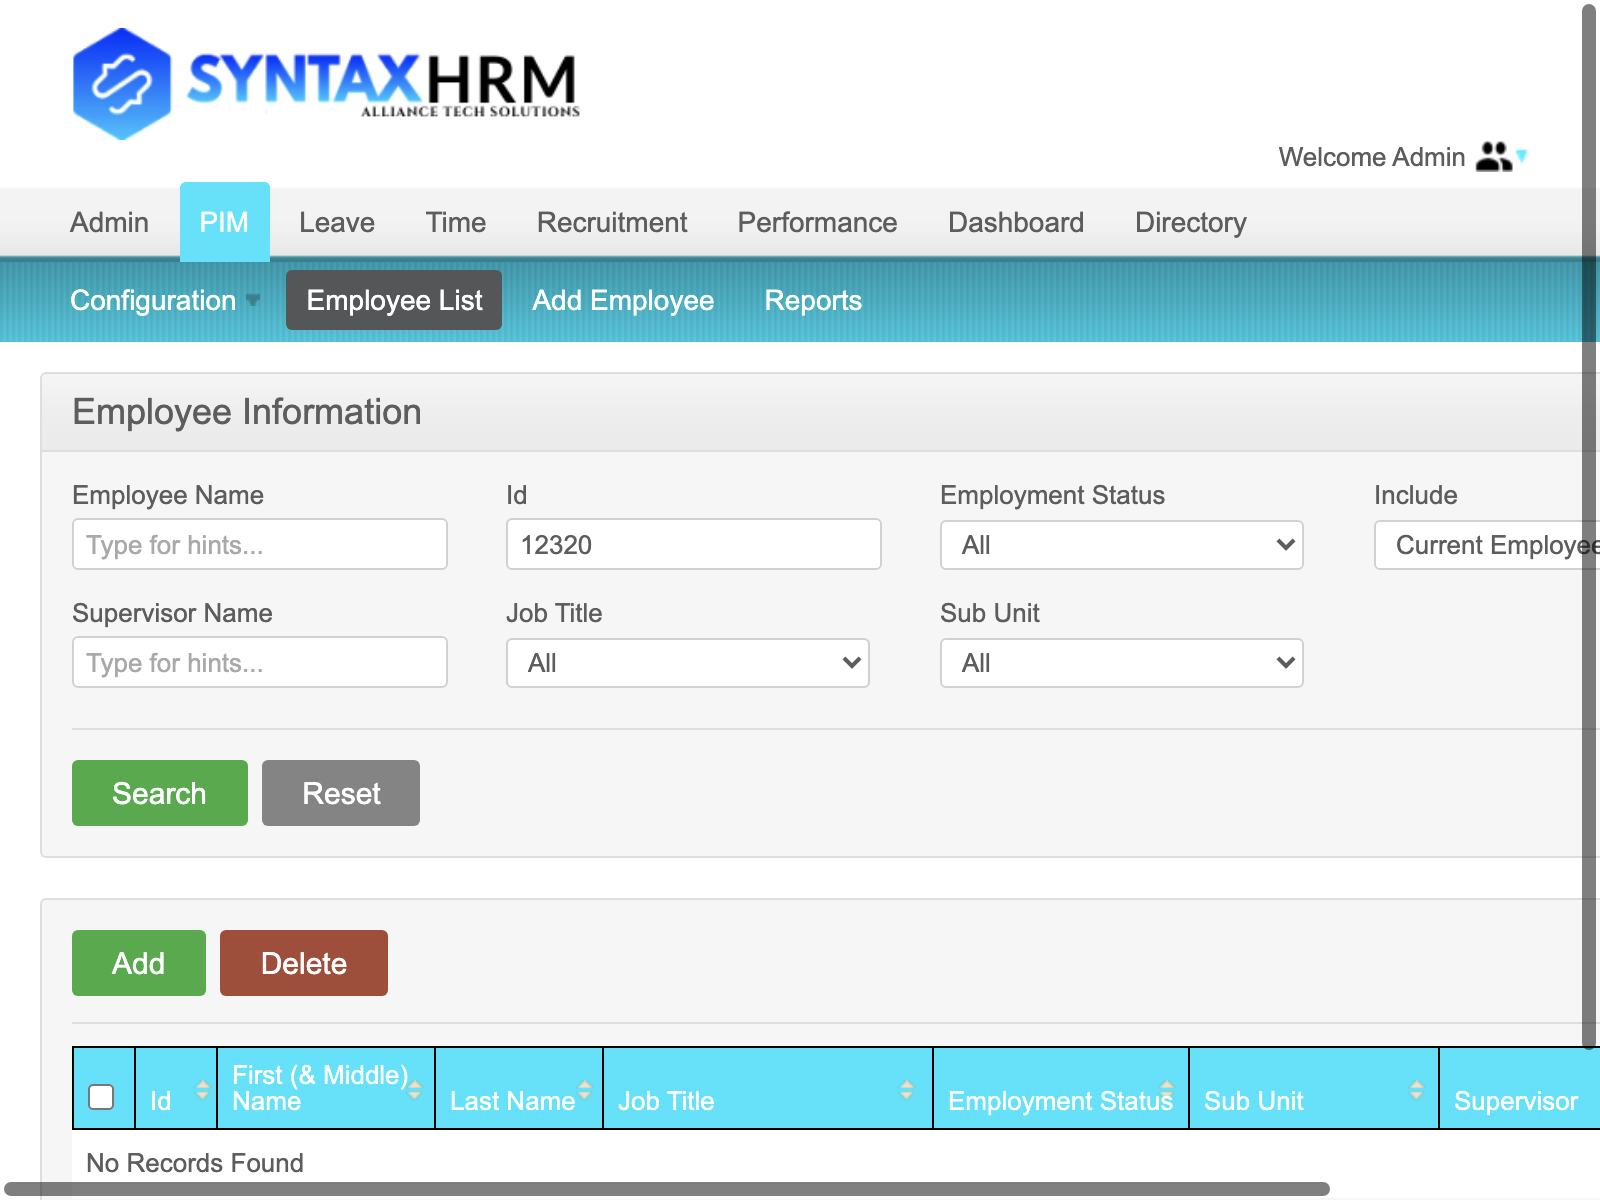 SYNTAXHRM
ALLIANCE TECH SOLUTIONS
Welcome Admin
Admin PIM Leave Time Recruitment Performance Dashboard Directory
Configuration Employee List Add Employee Reports
Employee Information
Employee Name Id Employment Status Include
Type for hints... 12320 All Current Employee
Supervisor Name Job Title Sub Unit
Type for hints... All All
Search Reset
Add Delete
Id First (& Middle) Name Last Name Job Title Employment Status Sub Unit Supervisor
No Records Found